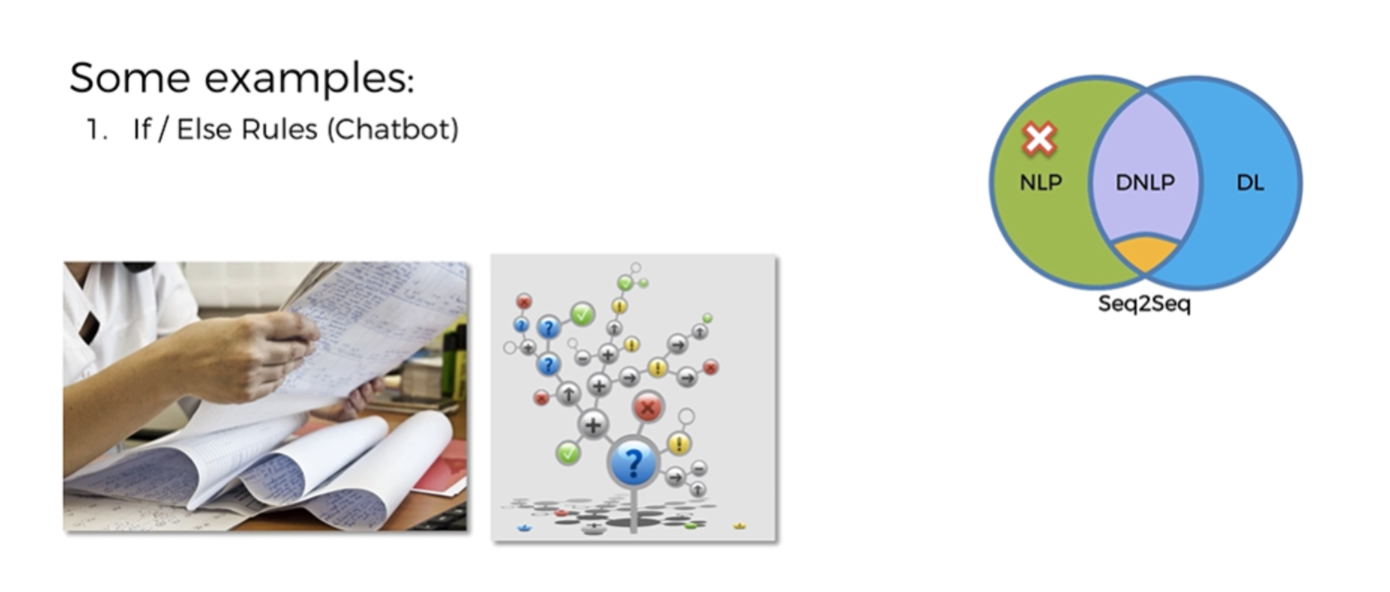 Some examples:
1. If / Else Rules (Chatbot)
NLP
DNLP
DL
Seq2Seq